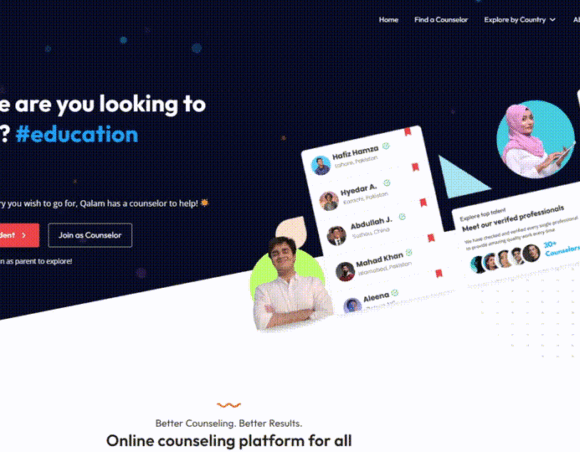 Home Find a Counselor Explore by Country
e are you looking to
? #education
ry you wish to go for, Qalam has a counselor to help!
dent > Join as Counselor
n as parent to explore!
Hafiz Hamza
Lahore, Pakistan
Hyedar A.
Karachi, Pakistan
Abdullah J.
Suzhou, China
Mahad Khan
Islamabad, Pakistan
Aleena
Explore top talent
Meet our verifed professionals
We have checked and verified every single professional
to provide amazing quality work every time.
30+
Counselors
Better Counseling. Better Results.
Online counseling platform for all